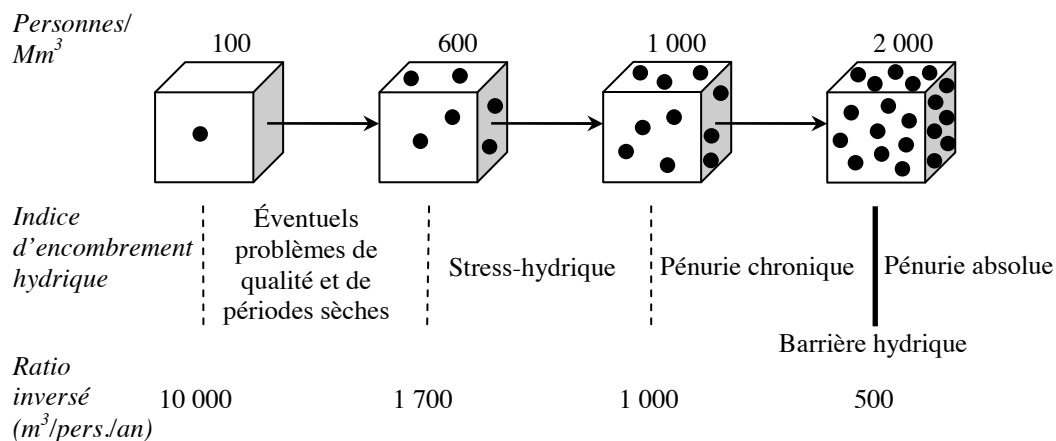 Personnes/
Mm³
100 600 1 000 2 000
Indice
d'encombrement
hydrique
Éventuels
problèmes de
qualité et de
périodes sèches
Stress-hydrique
Pénurie chronique
Pénurie absolue
Barrière hydrique
Ratio
inversé
(m³/pers./an)
10 000 1 700 1 000 500